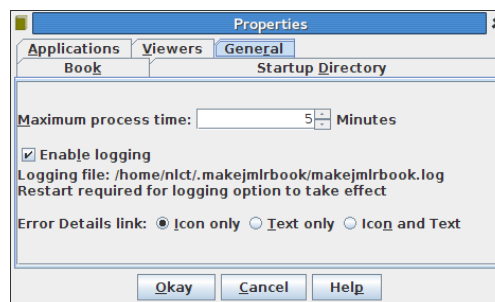 Properties
Applications Viewers General
Book Startup Directory
Maximum process time: 5 Minutes
Enable logging
Logging file: /home/nlct/.makejmlrbook/makejmlrbook.log
Restart required for logging option to take effect
Error Details link: Icon only Text only Icon and Text
Okay Cancel Help